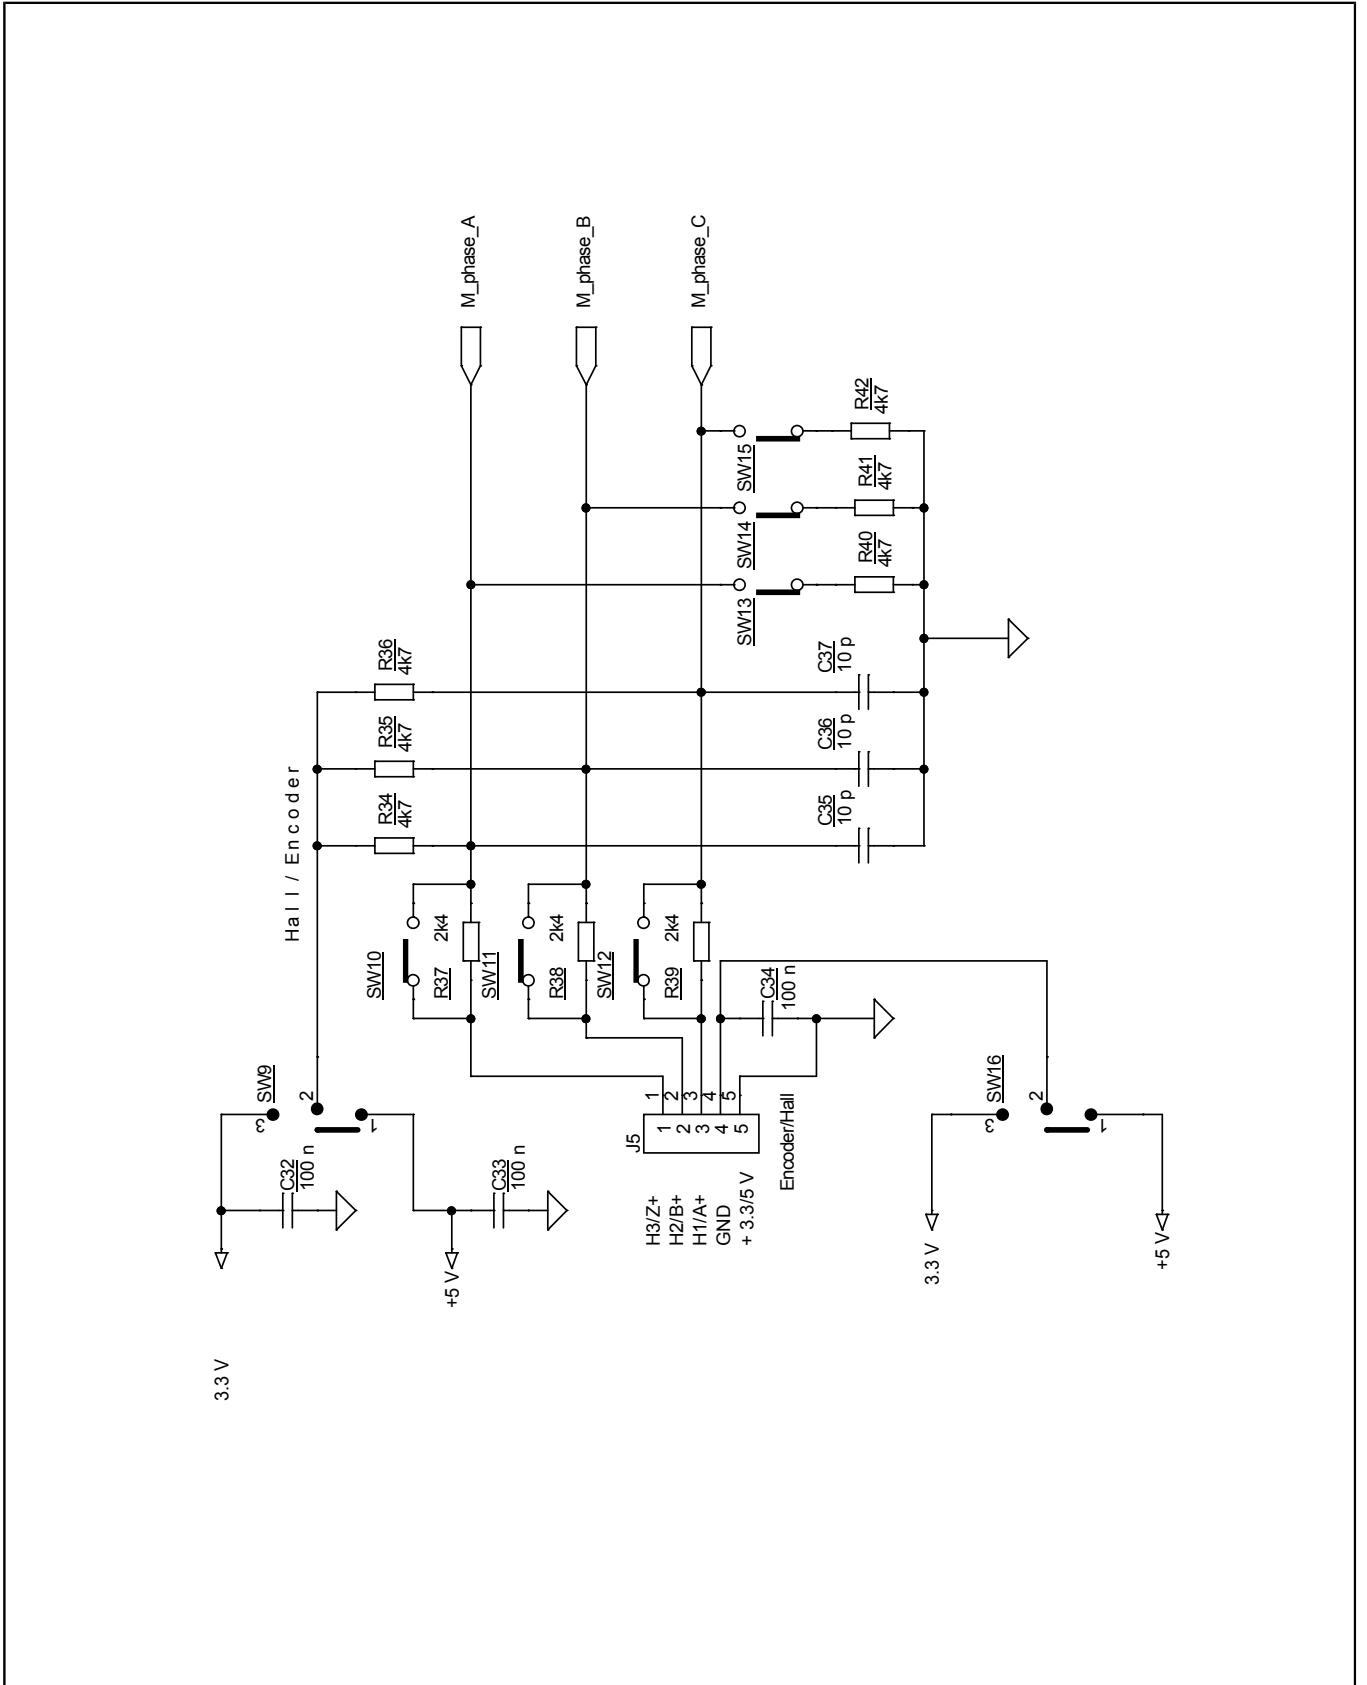 M_phase_A
M_phase_B
M_phase_C
R42
4k7
R41
4k7
R40
4k7
SW15
SW14
SW13
R36
4k7
R35
4k7
R34
4k7
C37
10 p
C36
10 p
C35
10 p
Hall / Encoder
SW10
R37
2k4
SW11
R38
2k4
SW12
R39
2k4
C34
100 n
SW9
3
2
1
C32
100 n
C33
100 n
3.3 V
+5 V
J5
1
2
3
4
5
1
2
3
4
5
Encoder/Hall
H3/Z+
H2/B+
H1/A+
GND
+ 3.3/5 V
SW16
3
2
1
3.3 V
+5 V